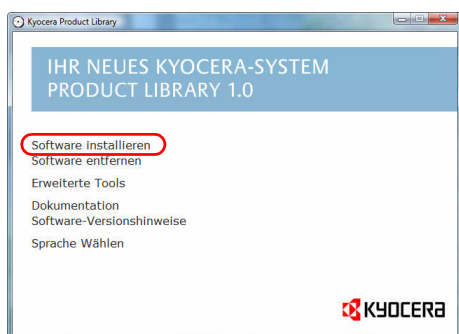 Kyocera Product Library
IHR NEUES KYOCERA-SYSTEM
PRODUCT LIBRARY 1.0
Software installieren
Software entfernen
Erweiterte Tools
Dokumentation
Software-Versionshinweise
Sprache Wählen
KYOCERA